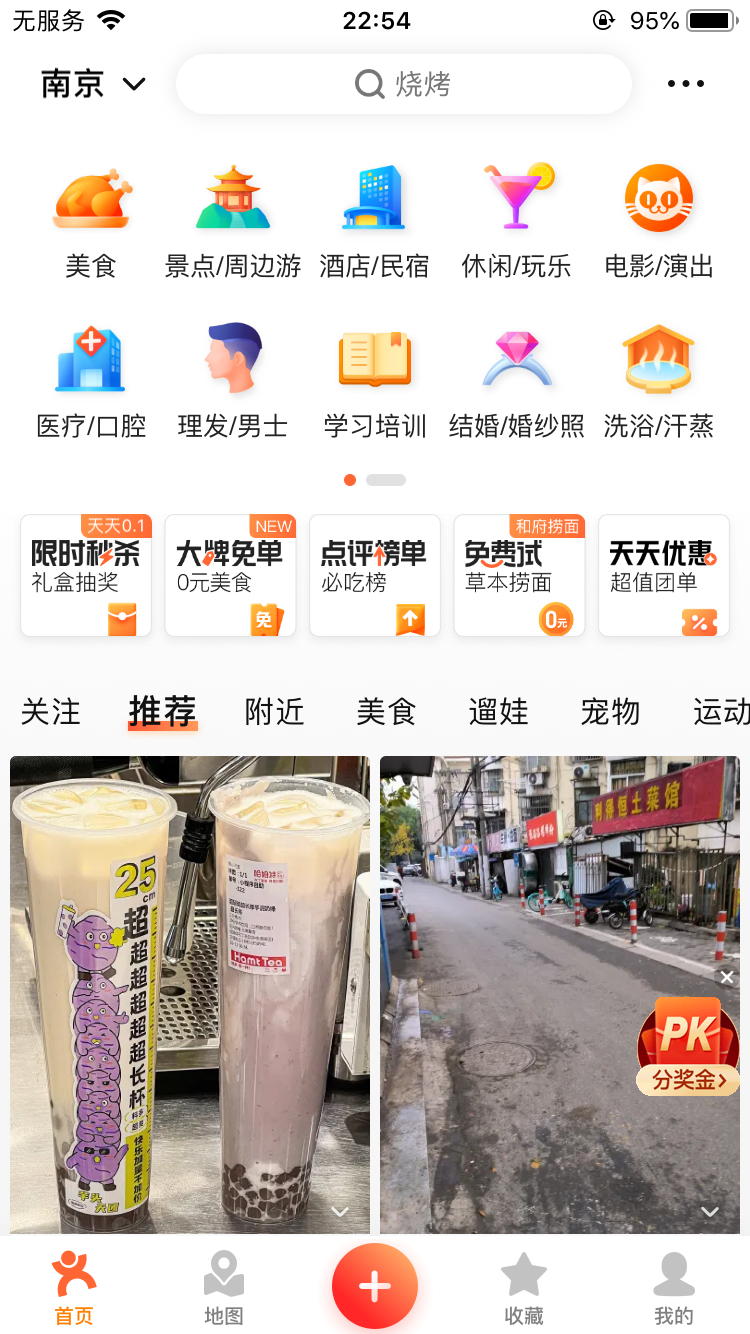 无服务 22:54 95%
南京 烧烤
美食 景点/周边游 酒店/民宿 休闲/玩乐 电影/演出
医疗/口腔 理发/男士 学习培训 结婚/婚纱照 洗浴/汗蒸
天天0.1 NEW 和府捞面
限时秒杀 大牌免单 点评榜单 免费试 天天优惠
礼盒抽奖 0元美食 必吃榜 草本捞面 超值团单
免 0元 %
关注 推荐 附近 美食 遛娃 宠物 运动
25
cm
超
超超超超超超长杯
快乐加量不加价
芋头
大团
1/1
Hamt Tea
利得恒土菜馆
PK
分奖金
首页 地图 收藏 我的